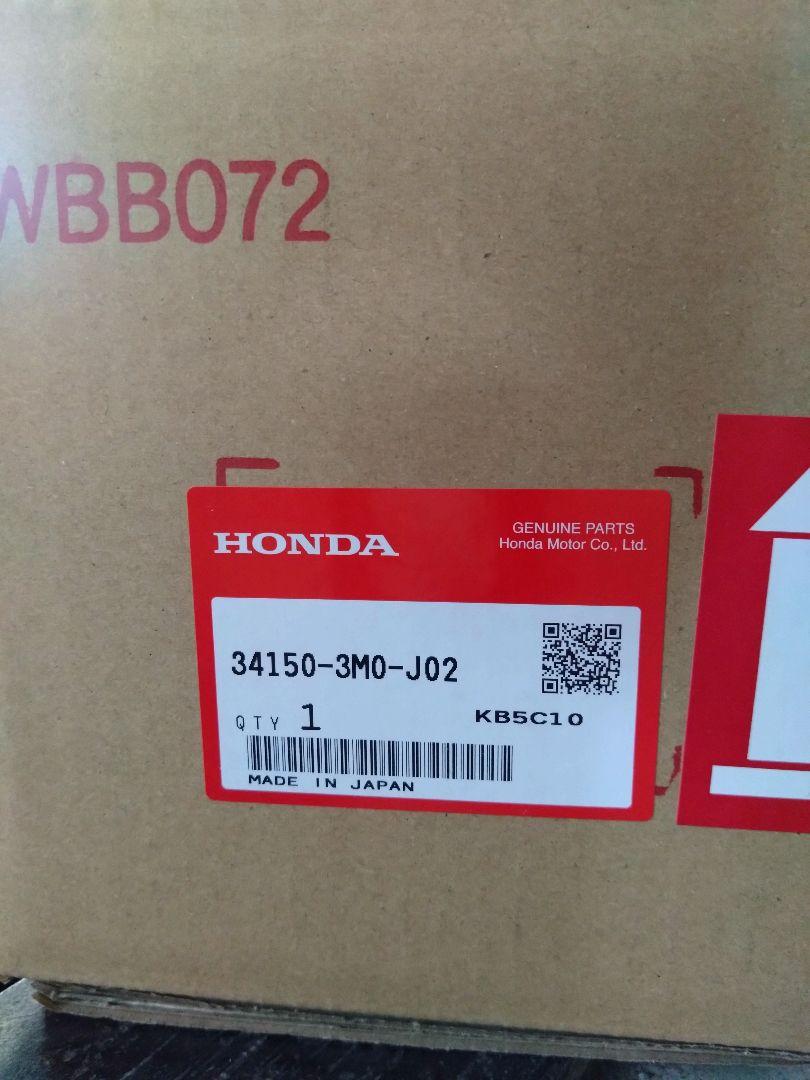 WBB072
HONDA
GENUINE PARTS
Honda Motor Co., Ltd.
34150-3M0-J02
QTY 1
KB5C10
MADE IN JAPAN